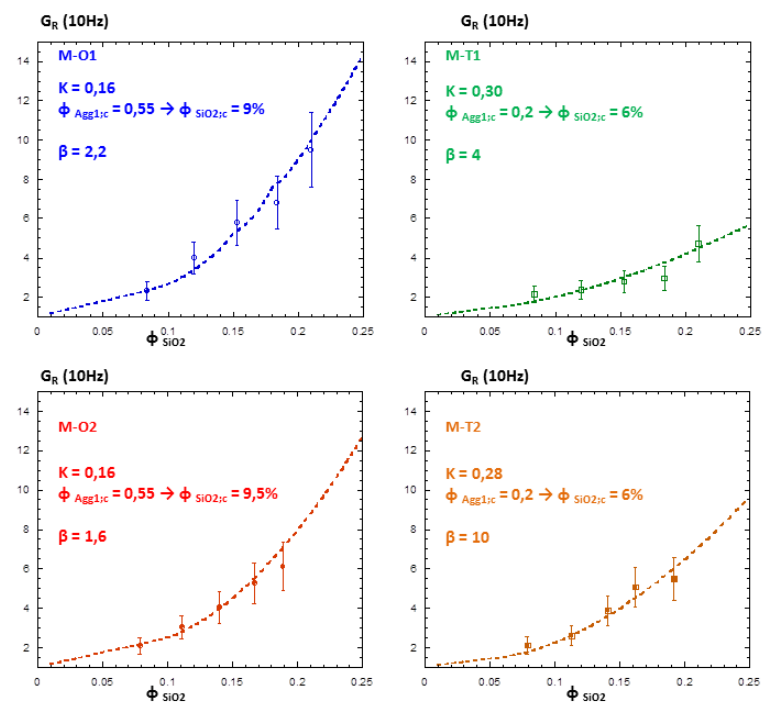 G_R (10Hz)
14
12
10
8
6
4
2
M-O1
K = 0,16
ϕ Agg1;c = 0,55 → ϕ SiO2;c = 9%
β = 2,2
0 0.05 0.1 0.15 0.2 0.25
ϕ SiO2
G_R (10Hz)
14
12
10
8
6
4
2
M-T1
K = 0,30
ϕ Agg1;c = 0,2 → ϕ SiO2;c = 6%
β = 4
0 0.05 0.1 0.15 0.2 0.25
ϕ SiO2
G_R (10Hz)
14
12
10
8
6
4
2
M-O2
K = 0,16
ϕ Agg1;c = 0,55 → ϕ SiO2;c = 9,5%
β = 1,6
0 0.05 0.1 0.15 0.2 0.25
ϕ SiO2
G_R (10Hz)
14
12
10
8
6
4
2
M-T2
K = 0,28
ϕ Agg1;c = 0,2 → ϕ SiO2;c = 6%
β = 10
0 0.05 0.1 0.15 0.2 0.25
ϕ SiO2